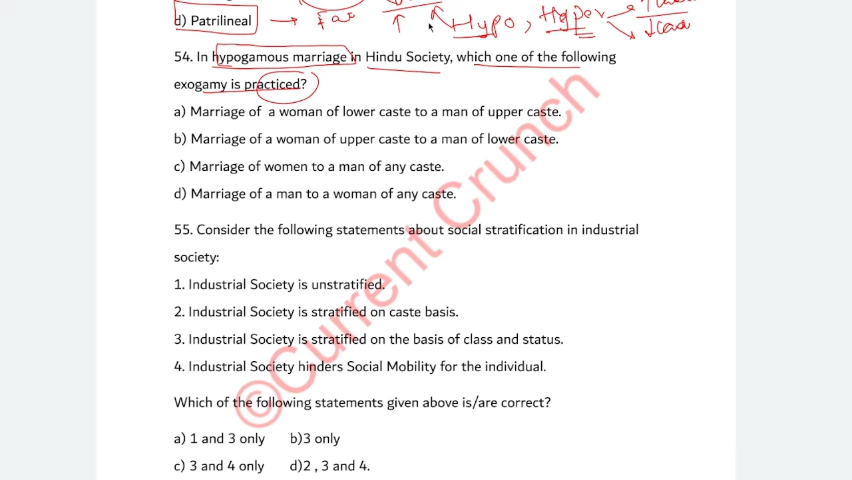 d) Patrilineal → Fat
Hypo, Hyper
54. In hypogamous marriage in Hindu Society, which one of the following
exogamy is practiced?
a) Marriage of a woman of lower caste to a man of upper caste.
b) Marriage of a woman of upper caste to a man of lower caste.
c) Marriage of women to a man of any caste.
d) Marriage of a man to a woman of any caste.
55. Consider the following statements about social stratification in industrial
society:
1. Industrial Society is unstratified.
2. Industrial Society is stratified on caste basis.
3. Industrial Society is stratified on the basis of class and status.
4. Industrial Society hinders Social Mobility for the individual.
Which of the following statements given above is/are correct?
a) 1 and 3 only b)3 only
c) 3 and 4 only d)2 , 3 and 4.
©Current Crunch